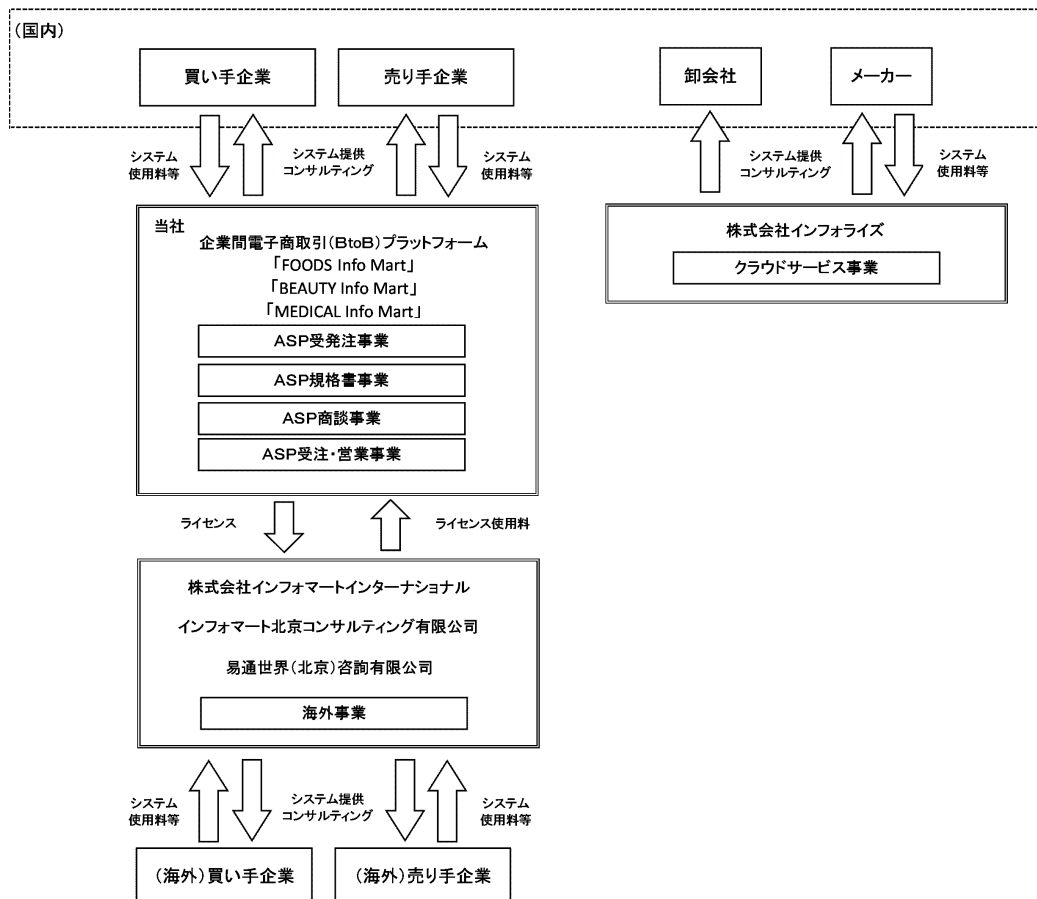 (国内)
買い手企業
売り手企業
卸会社
メーカー
システム
使用料等
システム提供
コンサルティング
システム
使用料等
システム提供
コンサルティング
システム
使用料等
当社
企業間電子商取引(BtoB)プラットフォーム
「FOODS Info Mart」
「BEAUTY Info Mart」
「MEDICAL Info Mart」
ASP受発注事業
ASP規格書事業
ASP商談事業
ASP受注・営業事業
株式会社インフォライズ
クラウドサービス事業
ライセンス
ライセンス使用料
株式会社インフォマートインターナショナル
インフォマート北京コンサルティング有限公司
易通世界(北京)咨詢有限公司
海外事業
システム
使用料等
システム提供
コンサルティング
システム
使用料等
(海外)買い手企業
(海外)売り手企業